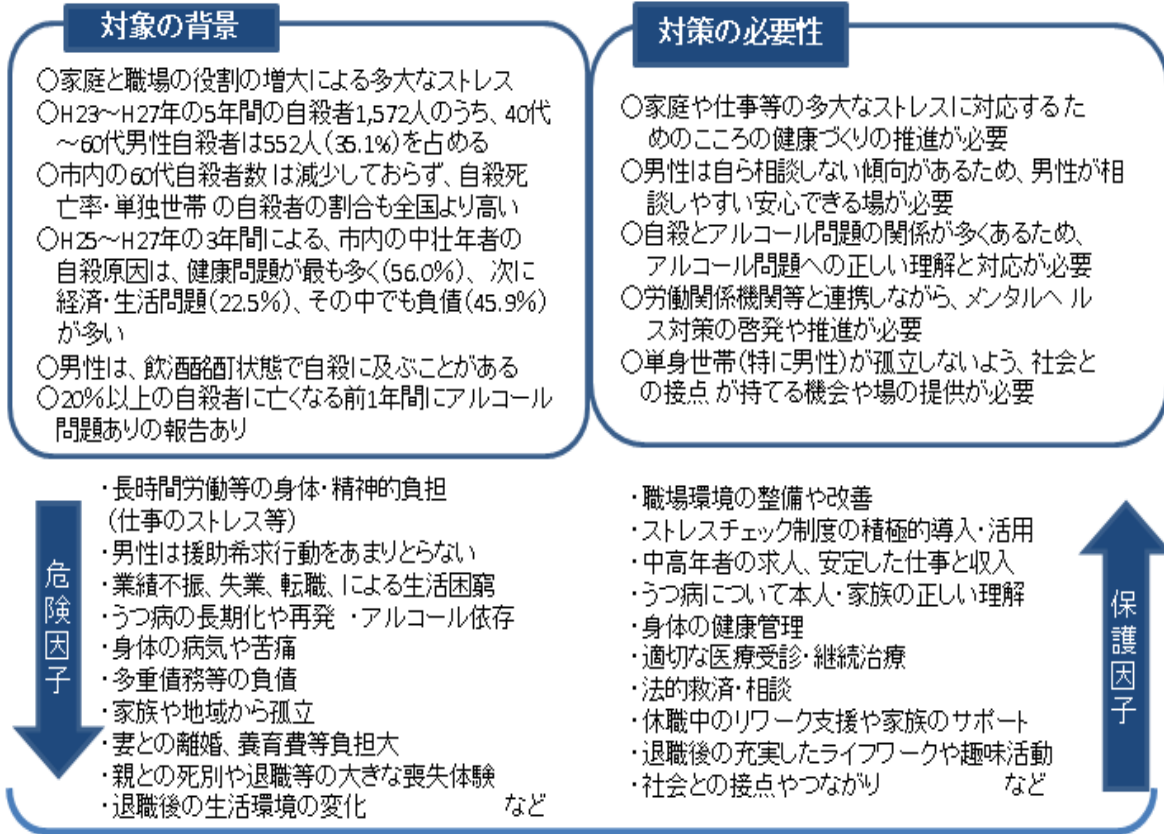 対象の背景
○家庭と職場の役割の増大による多大なストレス
○H23～H27年の5年間の自殺者1,572人のうち、40代
～60代男性自殺者は552人(35.1%)を占める
○市内の60代自殺者数 は減少しておらず、自殺死
亡率・単独世帯 の自殺者の割合も全国より高い
○H25～H27年の3年間による、市内の中壮年者の
自殺原因は、健康問題が最も多く(56.0%)、次に
経済・生活問題(22.5%)、その中でも負債(45.9%)
が多い
○男性は、飲酒酩酊状態で自殺に及ぶことがある
○20%以上の自殺者に亡くなる前1年間にアルコール
問題ありの報告あり
対策の必要性
○家庭や仕事等の多大なストレスに対応するた
めのこころの健康づくりの推進が必要
○男性は自ら相談しない傾向があるため、男性が相
談しやすい安心できる場が必要
○自殺とアルコール問題の関係が多くあるため、
アルコール問題への正しい理解と対応が必要
○労働関係機関等と連携しながら、メンタルヘ ル
ス対策の啓発や推進が必要
○単身世帯(特に男性)が孤立しないよう、社会と
の接点 が持てる機会や場の提供が必要
危険因子
・長時間労働等の身体・精神的負担
(仕事のストレス等)
・男性は援助希求行動をあまりとらない
・業績不振、失業、転職、による生活困窮
・うつ病の長期化や再発 ・アルコール依存
・身体の病気や苦痛
・多重債務等の負債
・家族や地域から孤立
・妻との離婚、養育費等負担大
・親との死別や退職等の大きな喪失体験
・退職後の生活環境の変化 など
・職場環境の整備や改善
・ストレスチェック制度の積極的導入・活用
・中高年者の求人、安定した仕事と収入
・うつ病について本人・家族の正しい理解
・身体の健康管理
・適切な医療受診・継続治療
・法的救済・相談
・休職中のリワーク支援や家族のサポート
・退職後の充実したライフワークや趣味活動
・社会との接点やつながり など
保護因子